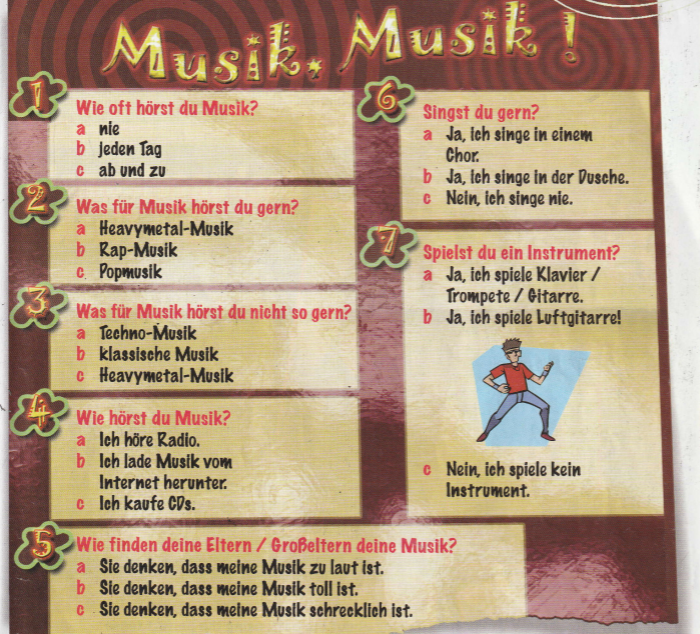 Musik, Musik!
1
Wie oft hörst du Musik?
a nie
b jeden Tag
c ab und zu
2
Was für Musik hörst du gern?
a Heavymetal-Musik
b Rap-Musik
c Popmusik
3
Was für Musik hörst du nicht so gern?
a Techno-Musik
b klassische Musik
c Heavymetal-Musik
4
Wie hörst du Musik?
a Ich höre Radio.
b Ich lade Musik vom
Internet herunter.
c Ich kaufe CDs.
5
Wie finden deine Eltern / Großeltern deine Musik?
a Sie denken, dass meine Musik zu laut ist.
b Sie denken, dass meine Musik toll ist.
c Sie denken, dass meine Musik schrecklich ist.
6
Singst du gern?
a Ja, ich singe in einem
Chor.
b Ja, ich singe in der Dusche.
c Nein, ich singe nie.
7
Spielst du ein Instrument?
a Ja, ich spiele Klavier /
Trompete / Gitarre.
b Ja, ich spiele Luftgitarre!
c Nein, ich spiele kein
Instrument.